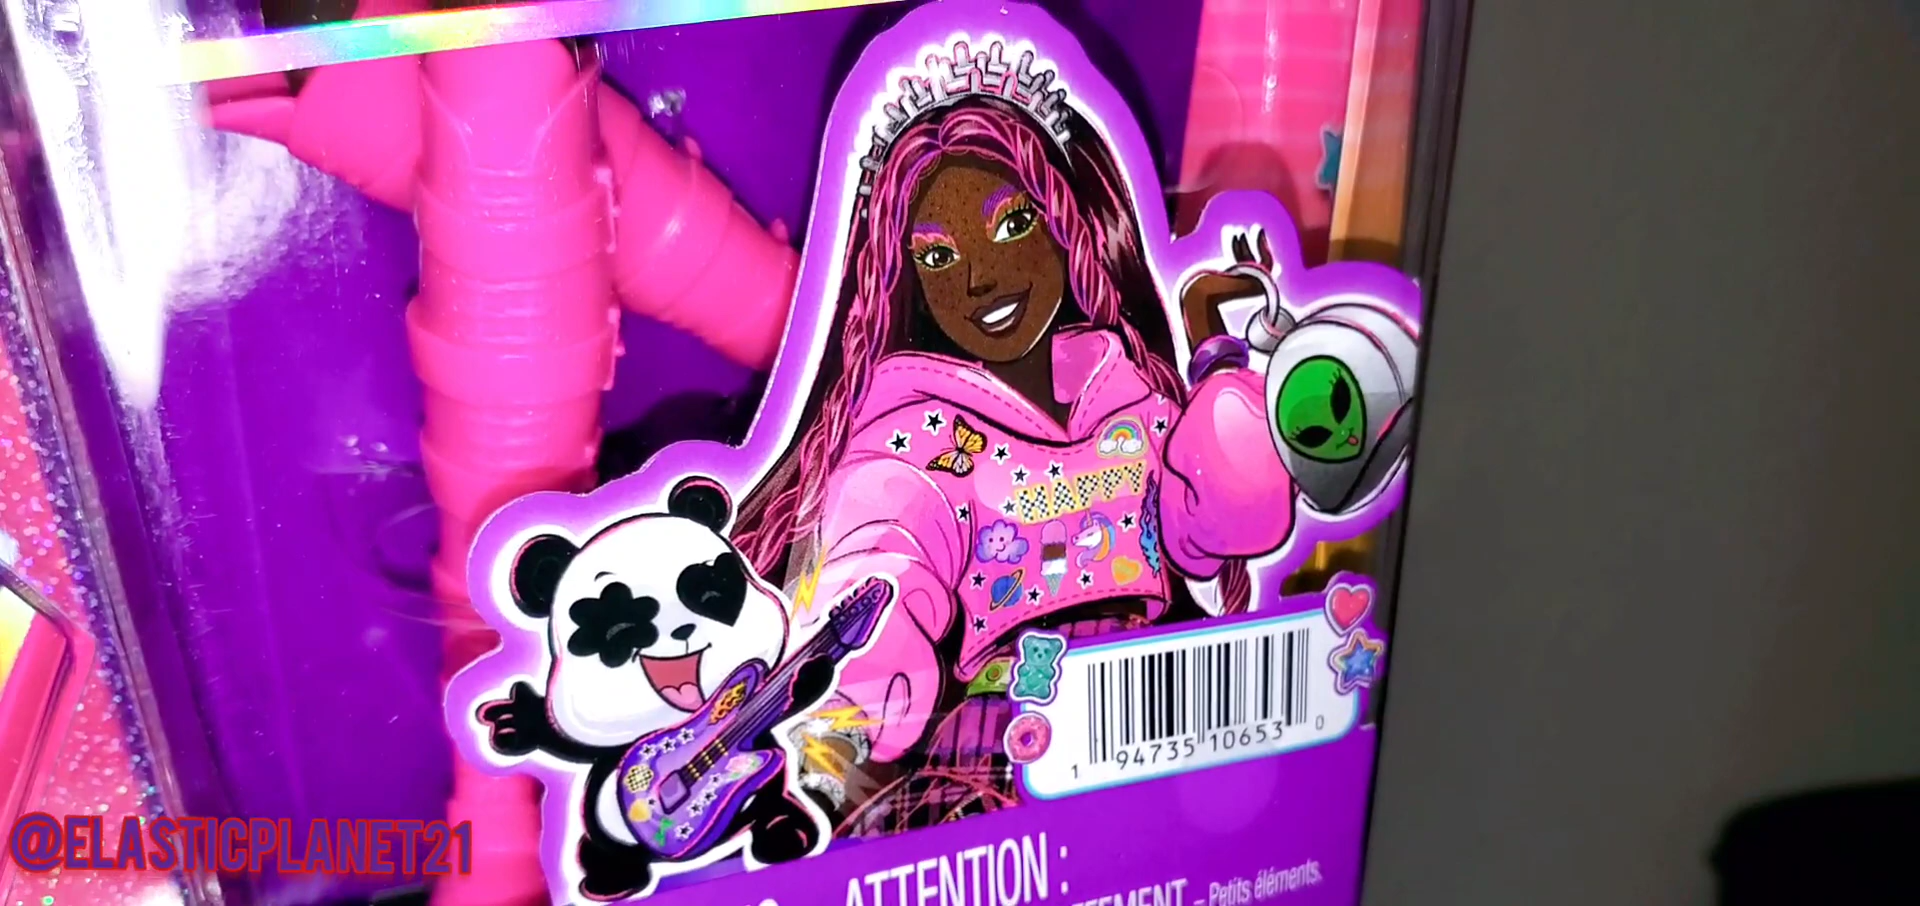 HAPPY
1 94735 10653 0
ATTENTION :
– Petits éléments.
@ELASTICPLANET21